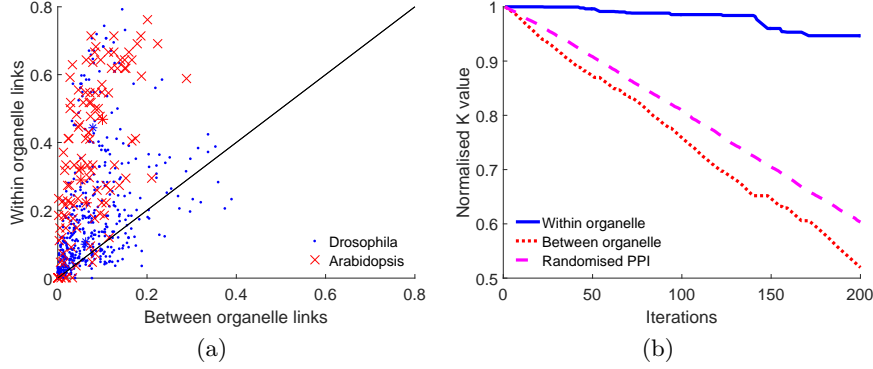 0.8
0.6
0.4
0.2
0
Within organelle links
0
0.2
0.4
0.6
0.8
Between organelle links
Drosophila
Arabidopsis
(a)
1
0.9
0.8
0.7
0.6
0.5
Normalised K value
0
50
100
150
200
Iterations
Within organelle
Between organelle
Randomised PPI
(b)